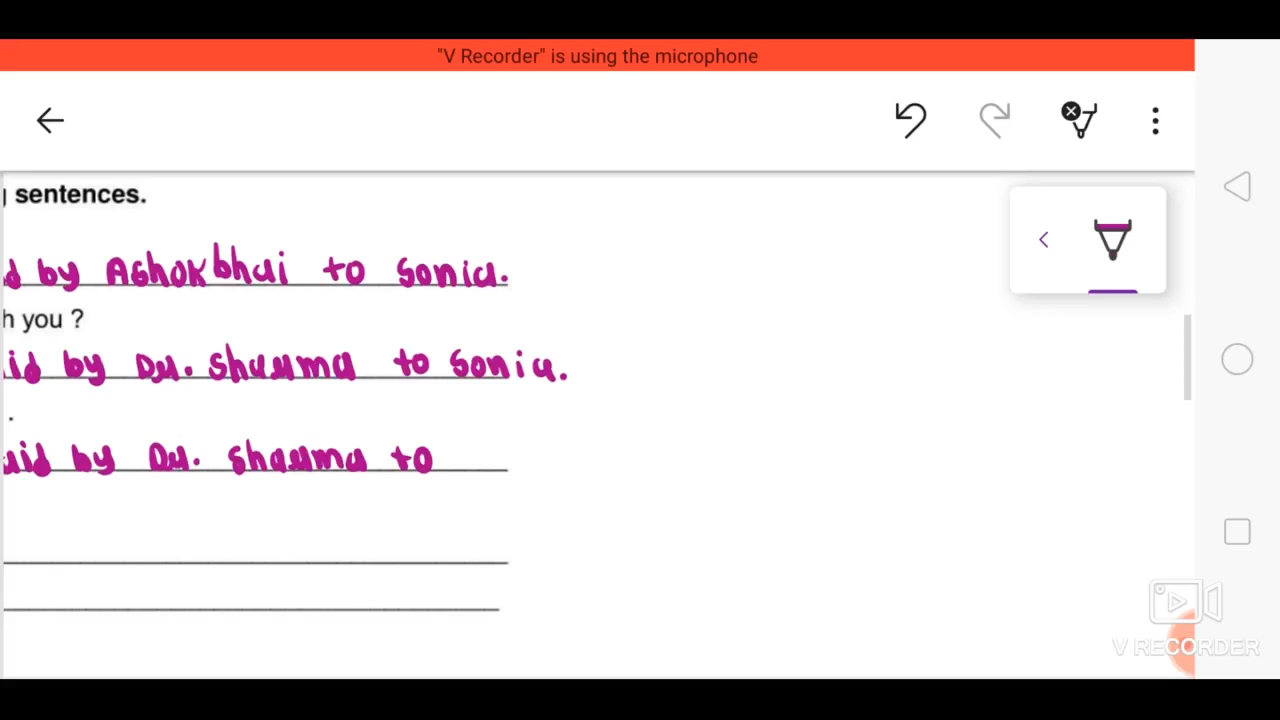 "V Recorder" is using the microphone
sentences.
d by Ashokbhai to Sonia.
h you ?
id by Dr. Sharma to Sonia.
.
aid by Dr. Sharma to
V RECORDER